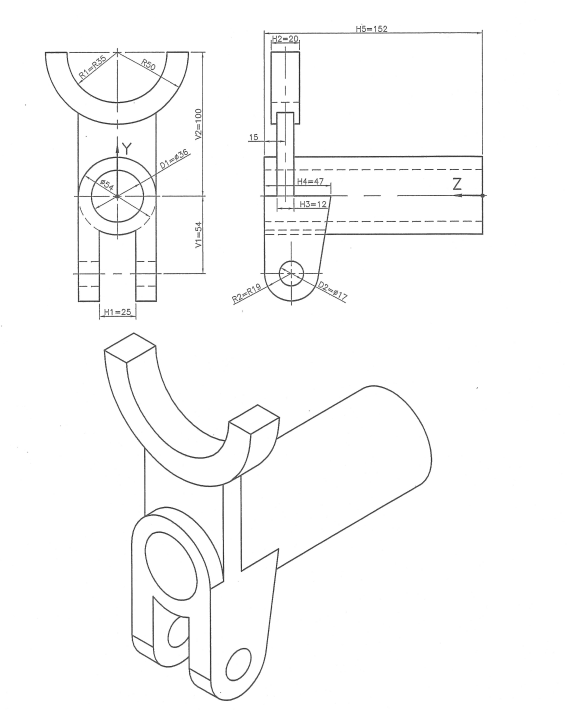 H5=152
H2=20
R1=R35
R50
V2=100
15
Y
D1=ø36
ø54
H4=47
Z
H3=12
V1=54
R2=R19
D2=ø17
H1=25